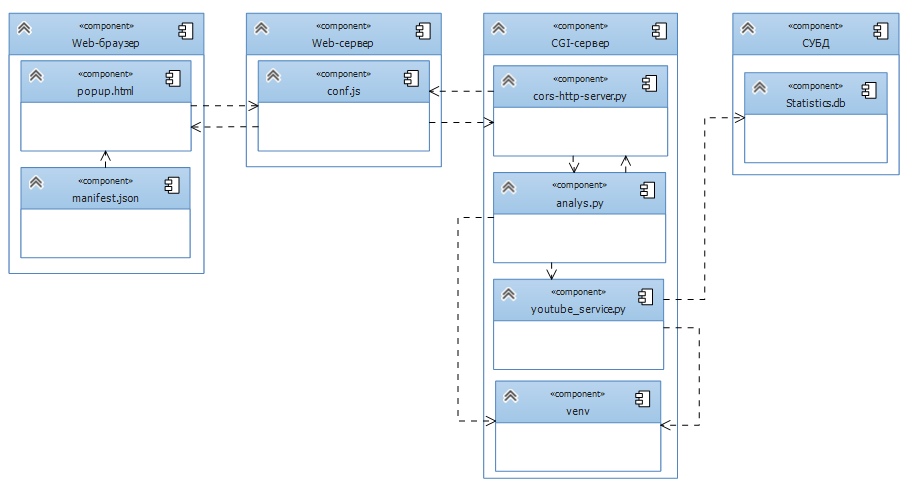 «component»
Web-браузер
«component»
popup.html
«component»
manifest.json
«component»
Web-сервер
«component»
conf.js
«component»
CGI-сервер
«component»
cors-http-server.py
«component»
analys.py
«component»
youtube_service.py
«component»
venv
«component»
СУБД
«component»
Statistics.db